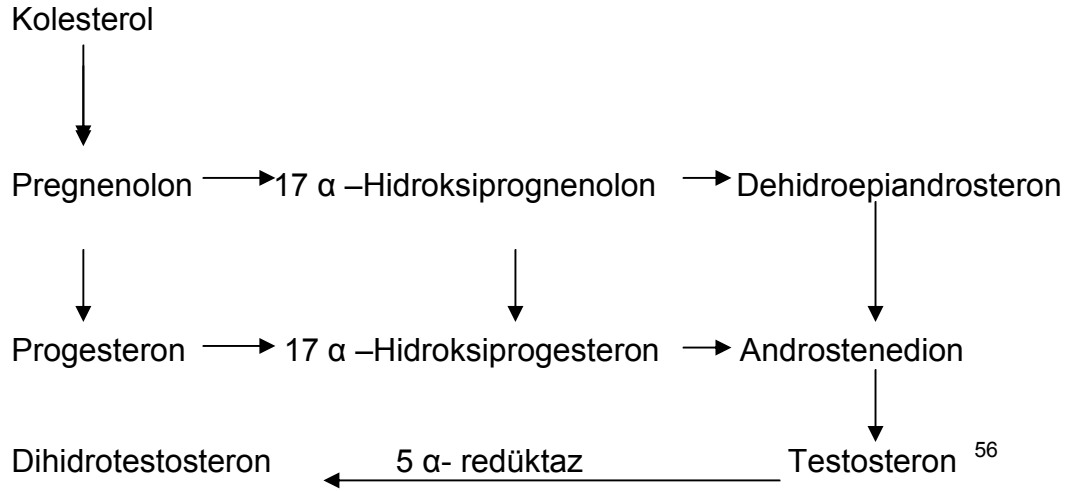 Kolesterol
Pregnenolon 17 α –Hidroksiprognenolon Dehidroepiandrosteron
Progesteron 17 α –Hidroksiprogesteron Androstenedion
Dihidrotestosteron 5 α- redüktaz Testosteron 56